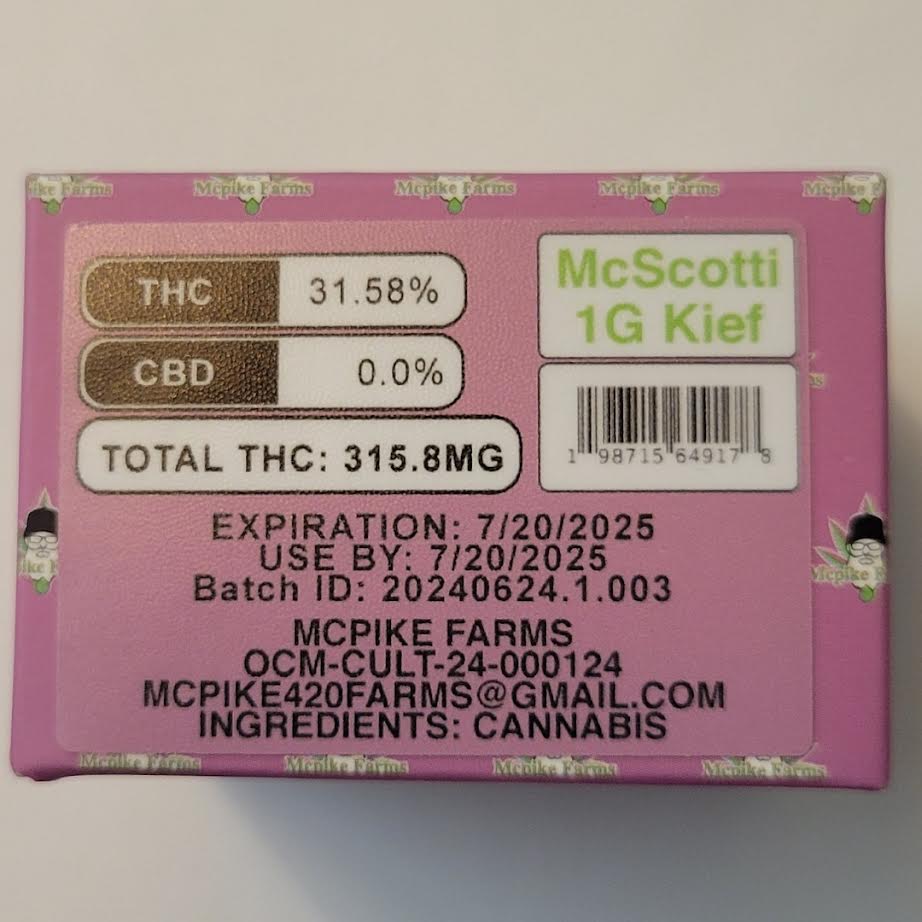 Mcpike Farms
Mcpike Farms
Mcpike Farms
THC 31.58%
CBD 0.0%
TOTAL THC: 315.8MG
McScotti
1G Kief
1 98715 64917 8
EXPIRATION: 7/20/2025
USE BY: 7/20/2025
Batch ID: 20240624.1.003
MCPIKE FARMS
OCM-CULT-24-000124
MCPIKE420FARMS@GMAIL.COM
INGREDIENTS: CANNABIS
Mcpike Farms
Mcpike Farms
Mcpike Farms
Mcpike Farms